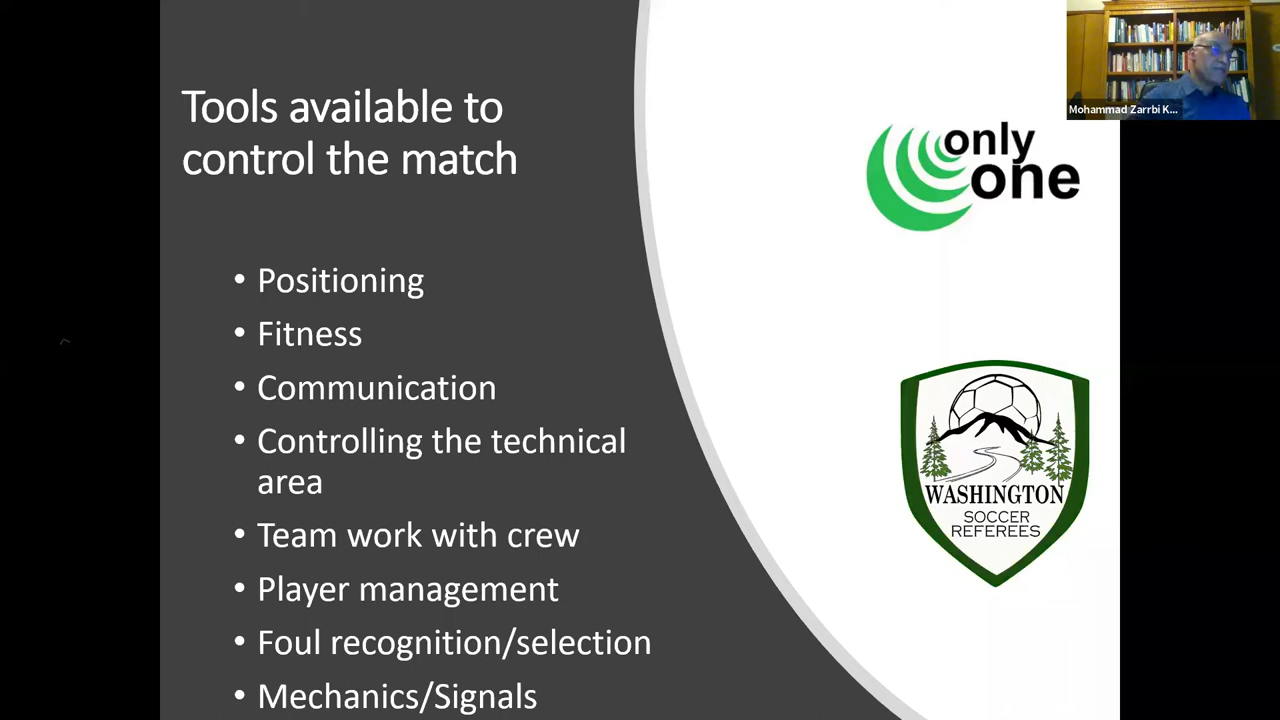 Tools available to
control the match
• Positioning
• Fitness
• Communication
• Controlling the technical
area
• Team work with crew
• Player management
• Foul recognition/selection
• Mechanics/Signals
only
one
WASHINGTON
SOCCER
REFEREES
Mohammad Zarrbi K...